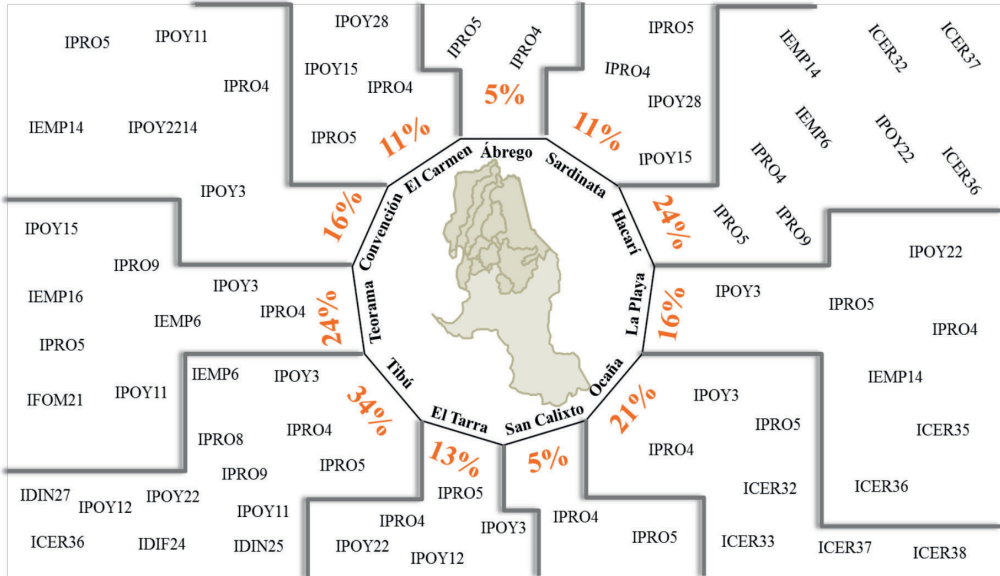 IPRO5
IPOY11
IPRO4
IEMP14
IPOY2214
IPOY3
16%
Convención
IPOY28
IPOY15
IPRO4
IPRO5
11%
El Carmen
IPRO5
IPRO4
5%
Ábrego
IPRO5
IPRO4
IPOY28
IPOY15
11%
Sardinata
IEMP14
ICER32
ICER37
IEMP6
IPOY22
ICER36
IPRO4
IPRO5
IPRO9
24%
Hacarí
IPOY22
IPOY3
IPRO5
IPRO4
IEMP14
ICER35
ICER36
16%
La Playa
IPOY3
IPRO5
IPRO4
ICER32
ICER33
ICER37
ICER38
21%
Ocaña
IPRO4
IPRO5
5%
San Calixto
IPRO5
IPRO4
IPOY3
IPOY22
IPOY12
13%
El Tarra
IEMP6
IPOY3
IPRO8
IPRO4
IPRO9
IPRO5
IDIN27
IPOY12
IPOY22
IPOY11
ICER36
IDIF24
IDIN25
34%
Tibú
IPOY15
IPRO9
IPOY3
IEMP16
IEMP6
IPRO4
IPRO5
IFOM21
IPOY11
24%
Teorama